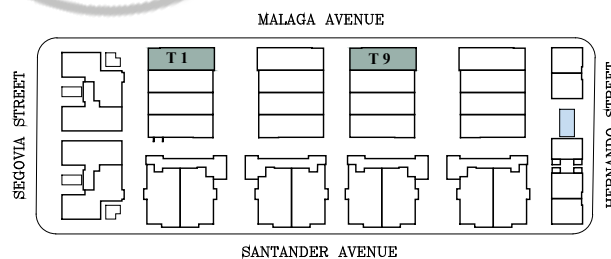 MALAGA AVENUE
T 1
T 9
SEGOVIA STREET
HERNANDO STREET
SANTANDER AVENUE